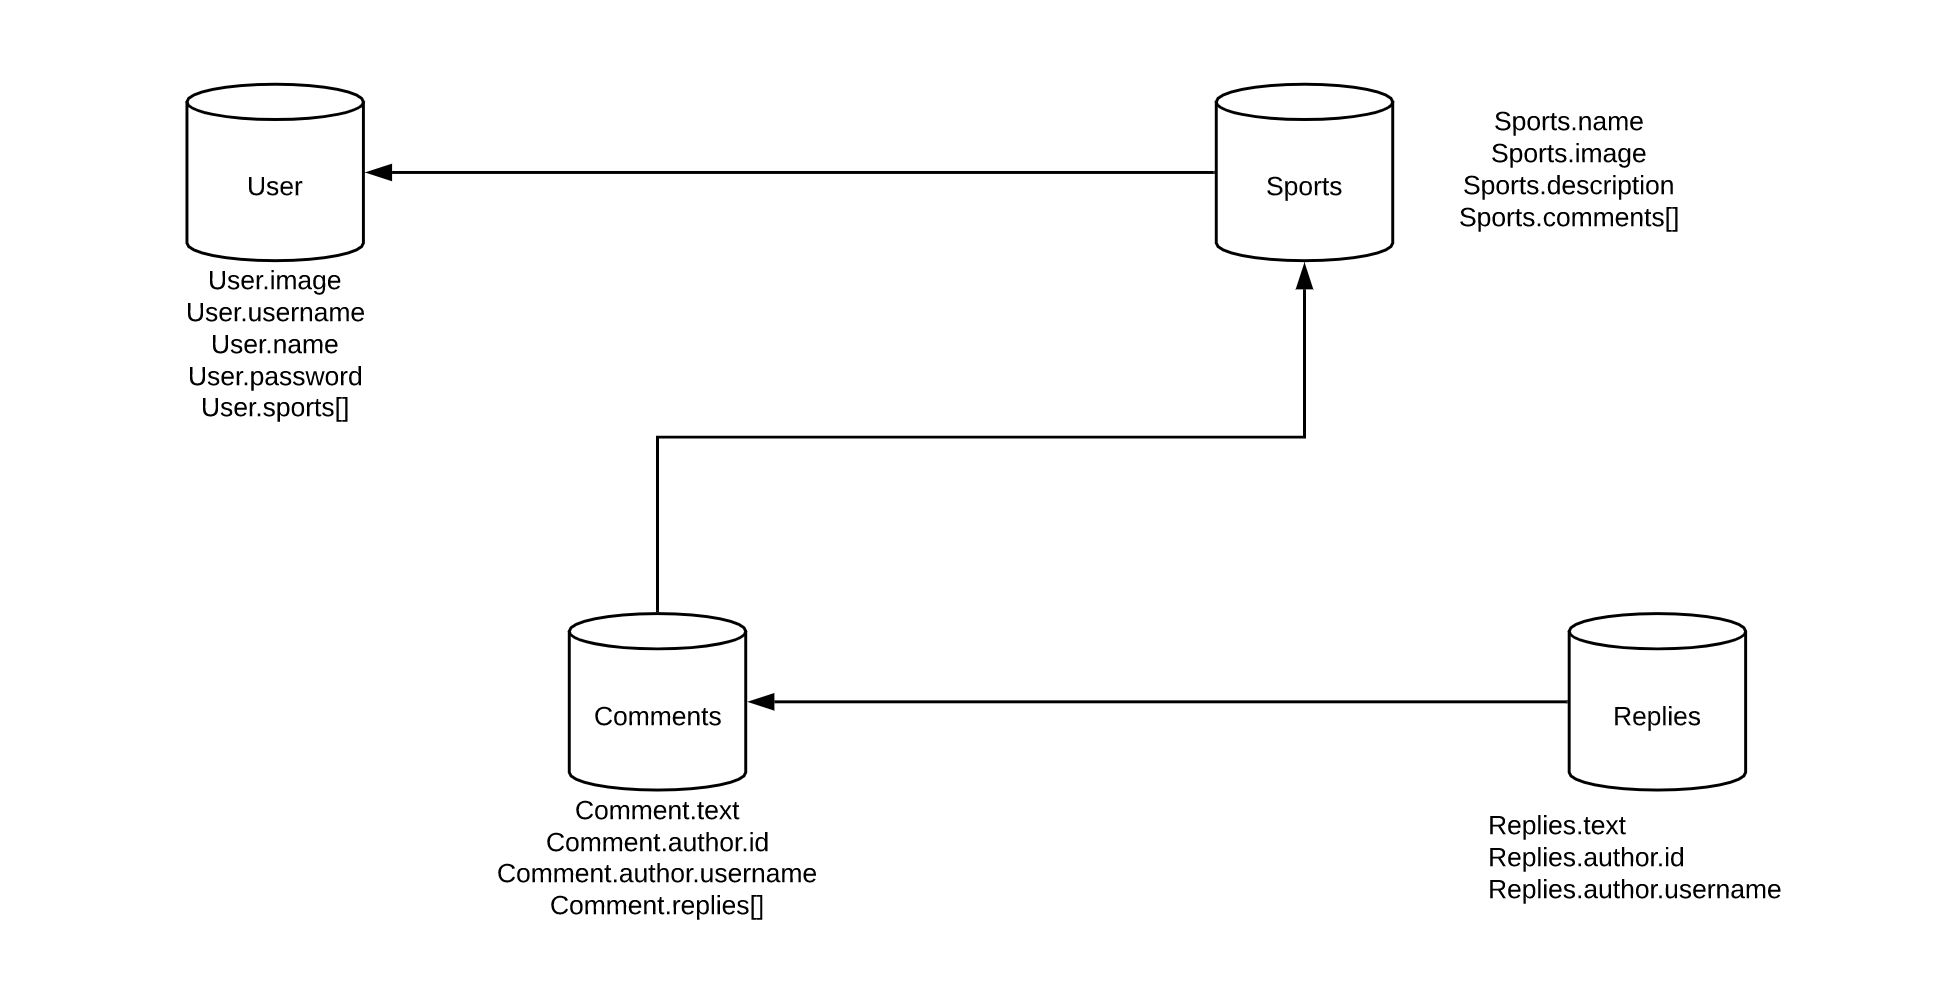 User
User.image
User.username
User.name
User.password
User.sports[]
Sports
Sports.name
Sports.image
Sports.description
Sports.comments[]
Comments
Comment.text
Comment.author.id
Comment.author.username
Comment.replies[]
Replies
Replies.text
Replies.author.id
Replies.author.username